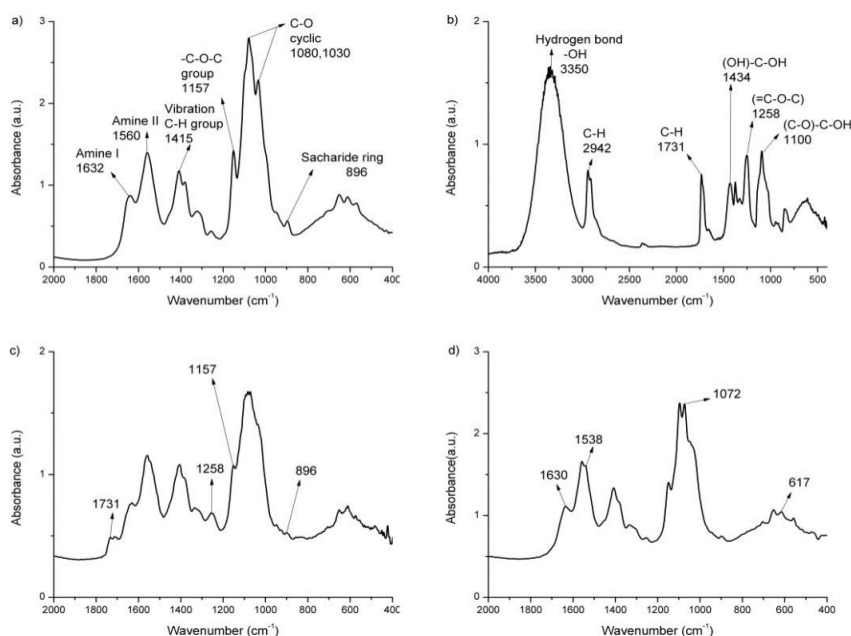 a)
3
2
1
0
Absorbance (a.u.)
2000 1800 1600 1400 1200 1000 800 600 400
Wavenumber (cm⁻¹)
Amine I
1632
Amine II
1560
Vibration
C-H group
1415
-C-O-C
group
1157
C-O
cyclic
1080,1030
Sacharide ring
896
b)
2
1
0
Absorbance (a.u.)
4000 3500 3000 2500 2000 1500 1000 500
Wavenumber (cm⁻¹)
Hydrogen bond
-OH
3350
C-H
2942
C-H
1731
(OH)-C-OH
1434
(=C-O-C)
1258
(C-O)-C-OH
1100
c)
2
1
0
Absorbance (a.u.)
2000 1800 1600 1400 1200 1000 800 600 400
Wavenumber (cm⁻¹)
1731
1157
1258
896
d)
3
2
1
0
Absorbance(a.u.)
2000 1800 1600 1400 1200 1000 800 600 400
Wavenumber (cm⁻¹)
1630
1538
1072
617